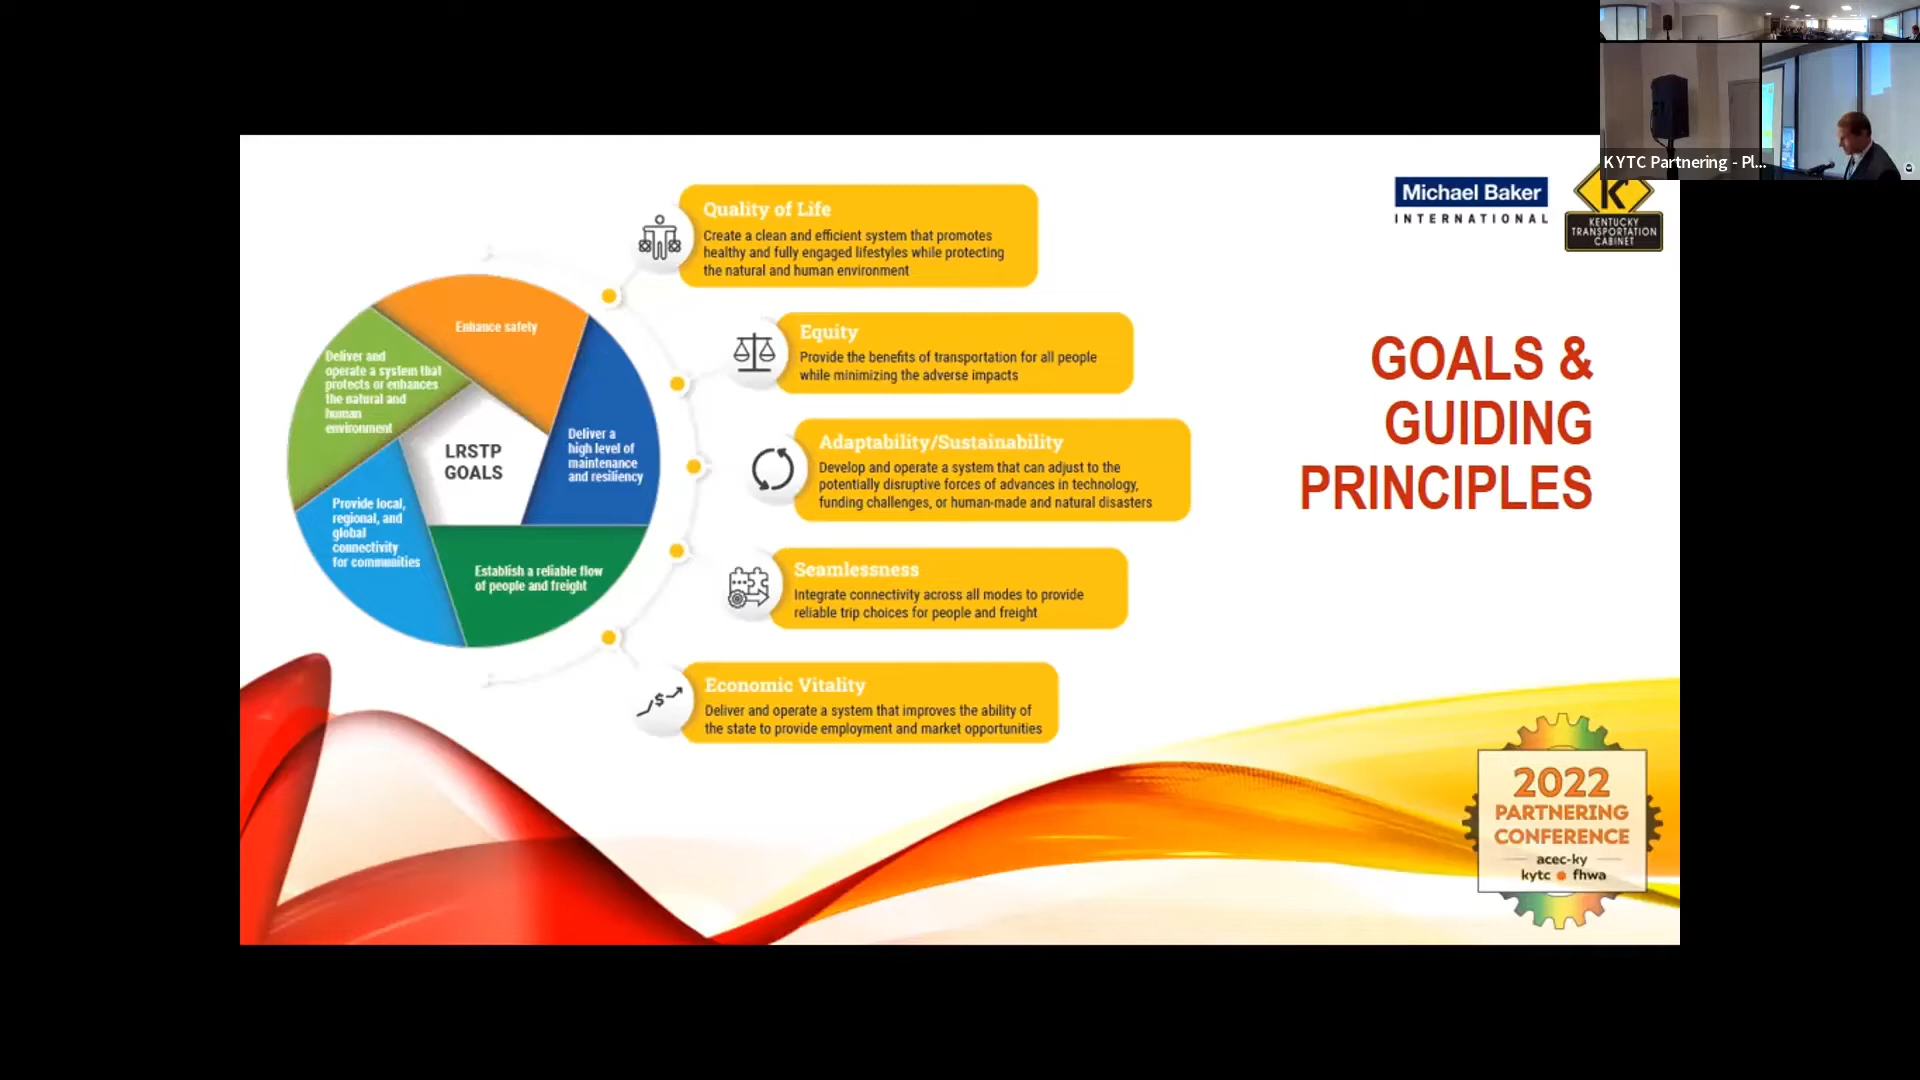 KYTC Partnering - Pl...
Michael Baker
INTERNATIONAL
K
KENTUCKY
TRANSPORTATION
CABINET
GOALS &
GUIDING
PRINCIPLES
Enhance safety
Deliver and
operate a system that
protects or enhances
the natural and
human
environment
Deliver a
high level of
maintenance
and resiliency
LRSTP
GOALS
Provide local,
regional, and
global
connectivity
for communities
Establish a reliable flow
of people and freight
Quality of Life
Create a clean and efficient system that promotes
healthy and fully engaged lifestyles while protecting
the natural and human environment
Equity
Provide the benefits of transportation for all people
while minimizing the adverse impacts
Adaptability/Sustainability
Develop and operate a system that can adjust to the
potentially disruptive forces of advances in technology,
funding challenges, or human-made and natural disasters
Seamlessness
Integrate connectivity across all modes to provide
reliable trip choices for people and freight
Economic Vitality
Deliver and operate a system that improves the ability of
the state to provide employment and market opportunities
2022
PARTNERING
CONFERENCE
acec-ky
kytc fhwa